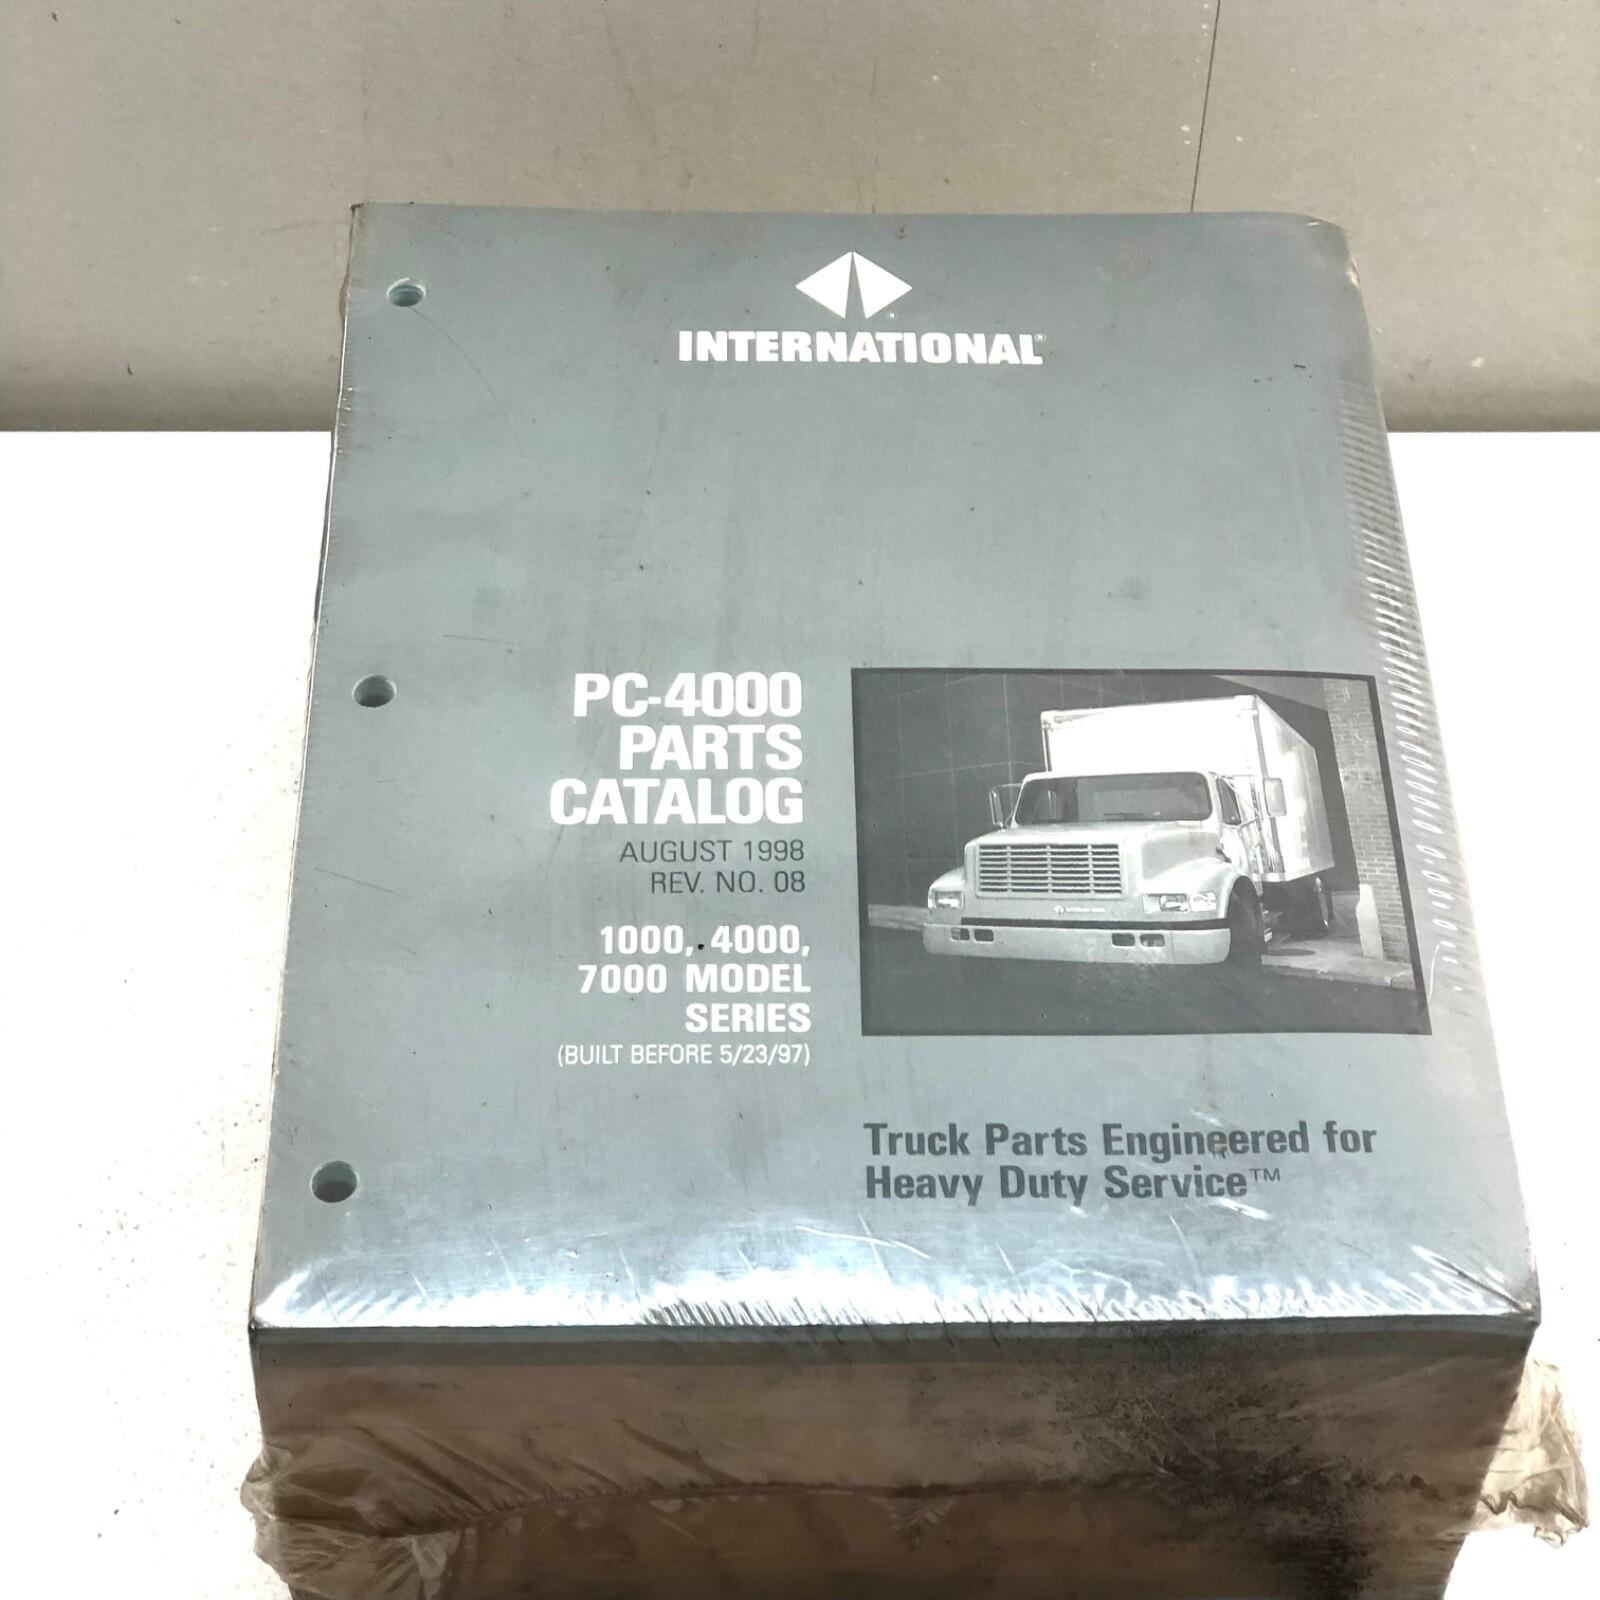 INTERNATIONAL®
PC-4000
PARTS
CATALOG
AUGUST 1998
REV. NO. 08
1000, 4000,
7000 MODEL
SERIES
(BUILT BEFORE 5/23/97)
INTERNATIONAL
Truck Parts Engineered for
Heavy Duty Service™